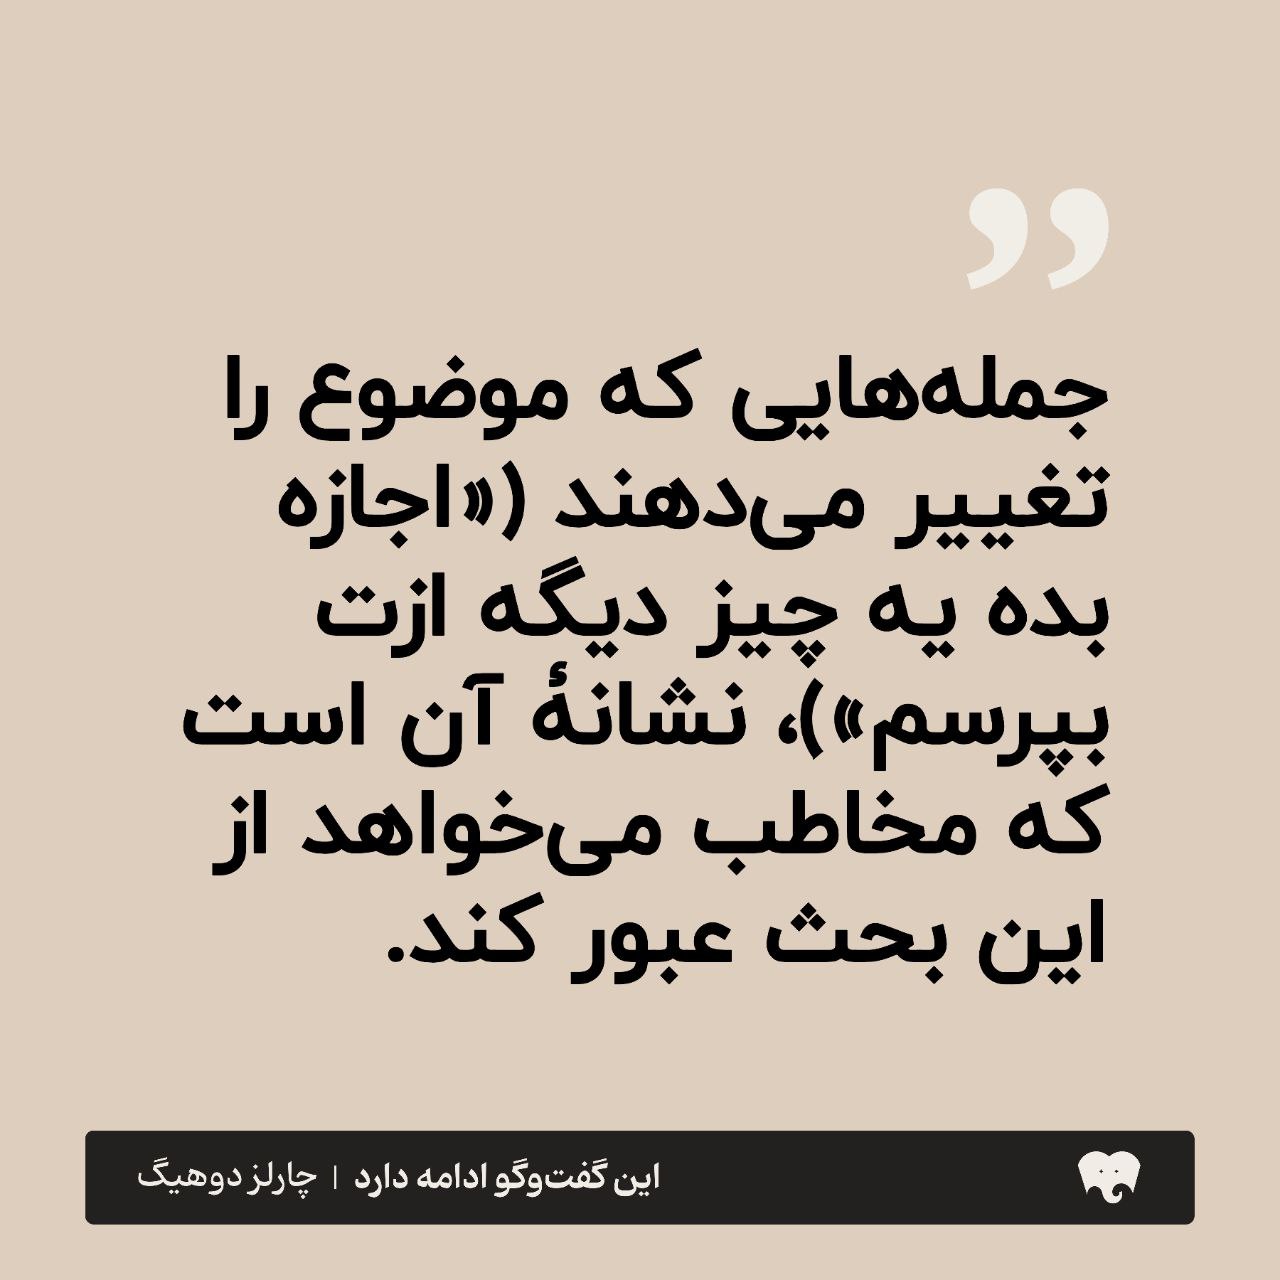 ”
جمله‌هایی که موضوع را
تغییر می‌دهند («اجازه
بده یه چیز دیگه ازت
بپرسم»)، نشانهٔ آن است
که مخاطب می‌خواهد از
این بحث عبور کند.
این گفت‌وگو ادامه دارد | چارلز دوهیگ